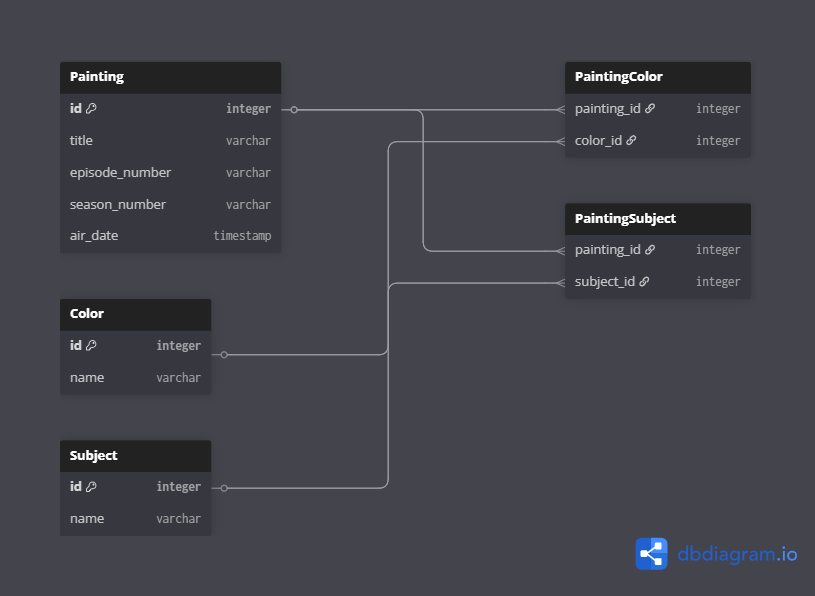 Painting
id integer
title varchar
episode_number varchar
season_number varchar
air_date timestamp
Color
id integer
name varchar
Subject
id integer
name varchar
PaintingColor
painting_id integer
color_id integer
PaintingSubject
painting_id integer
subject_id integer
dbdiagram.io